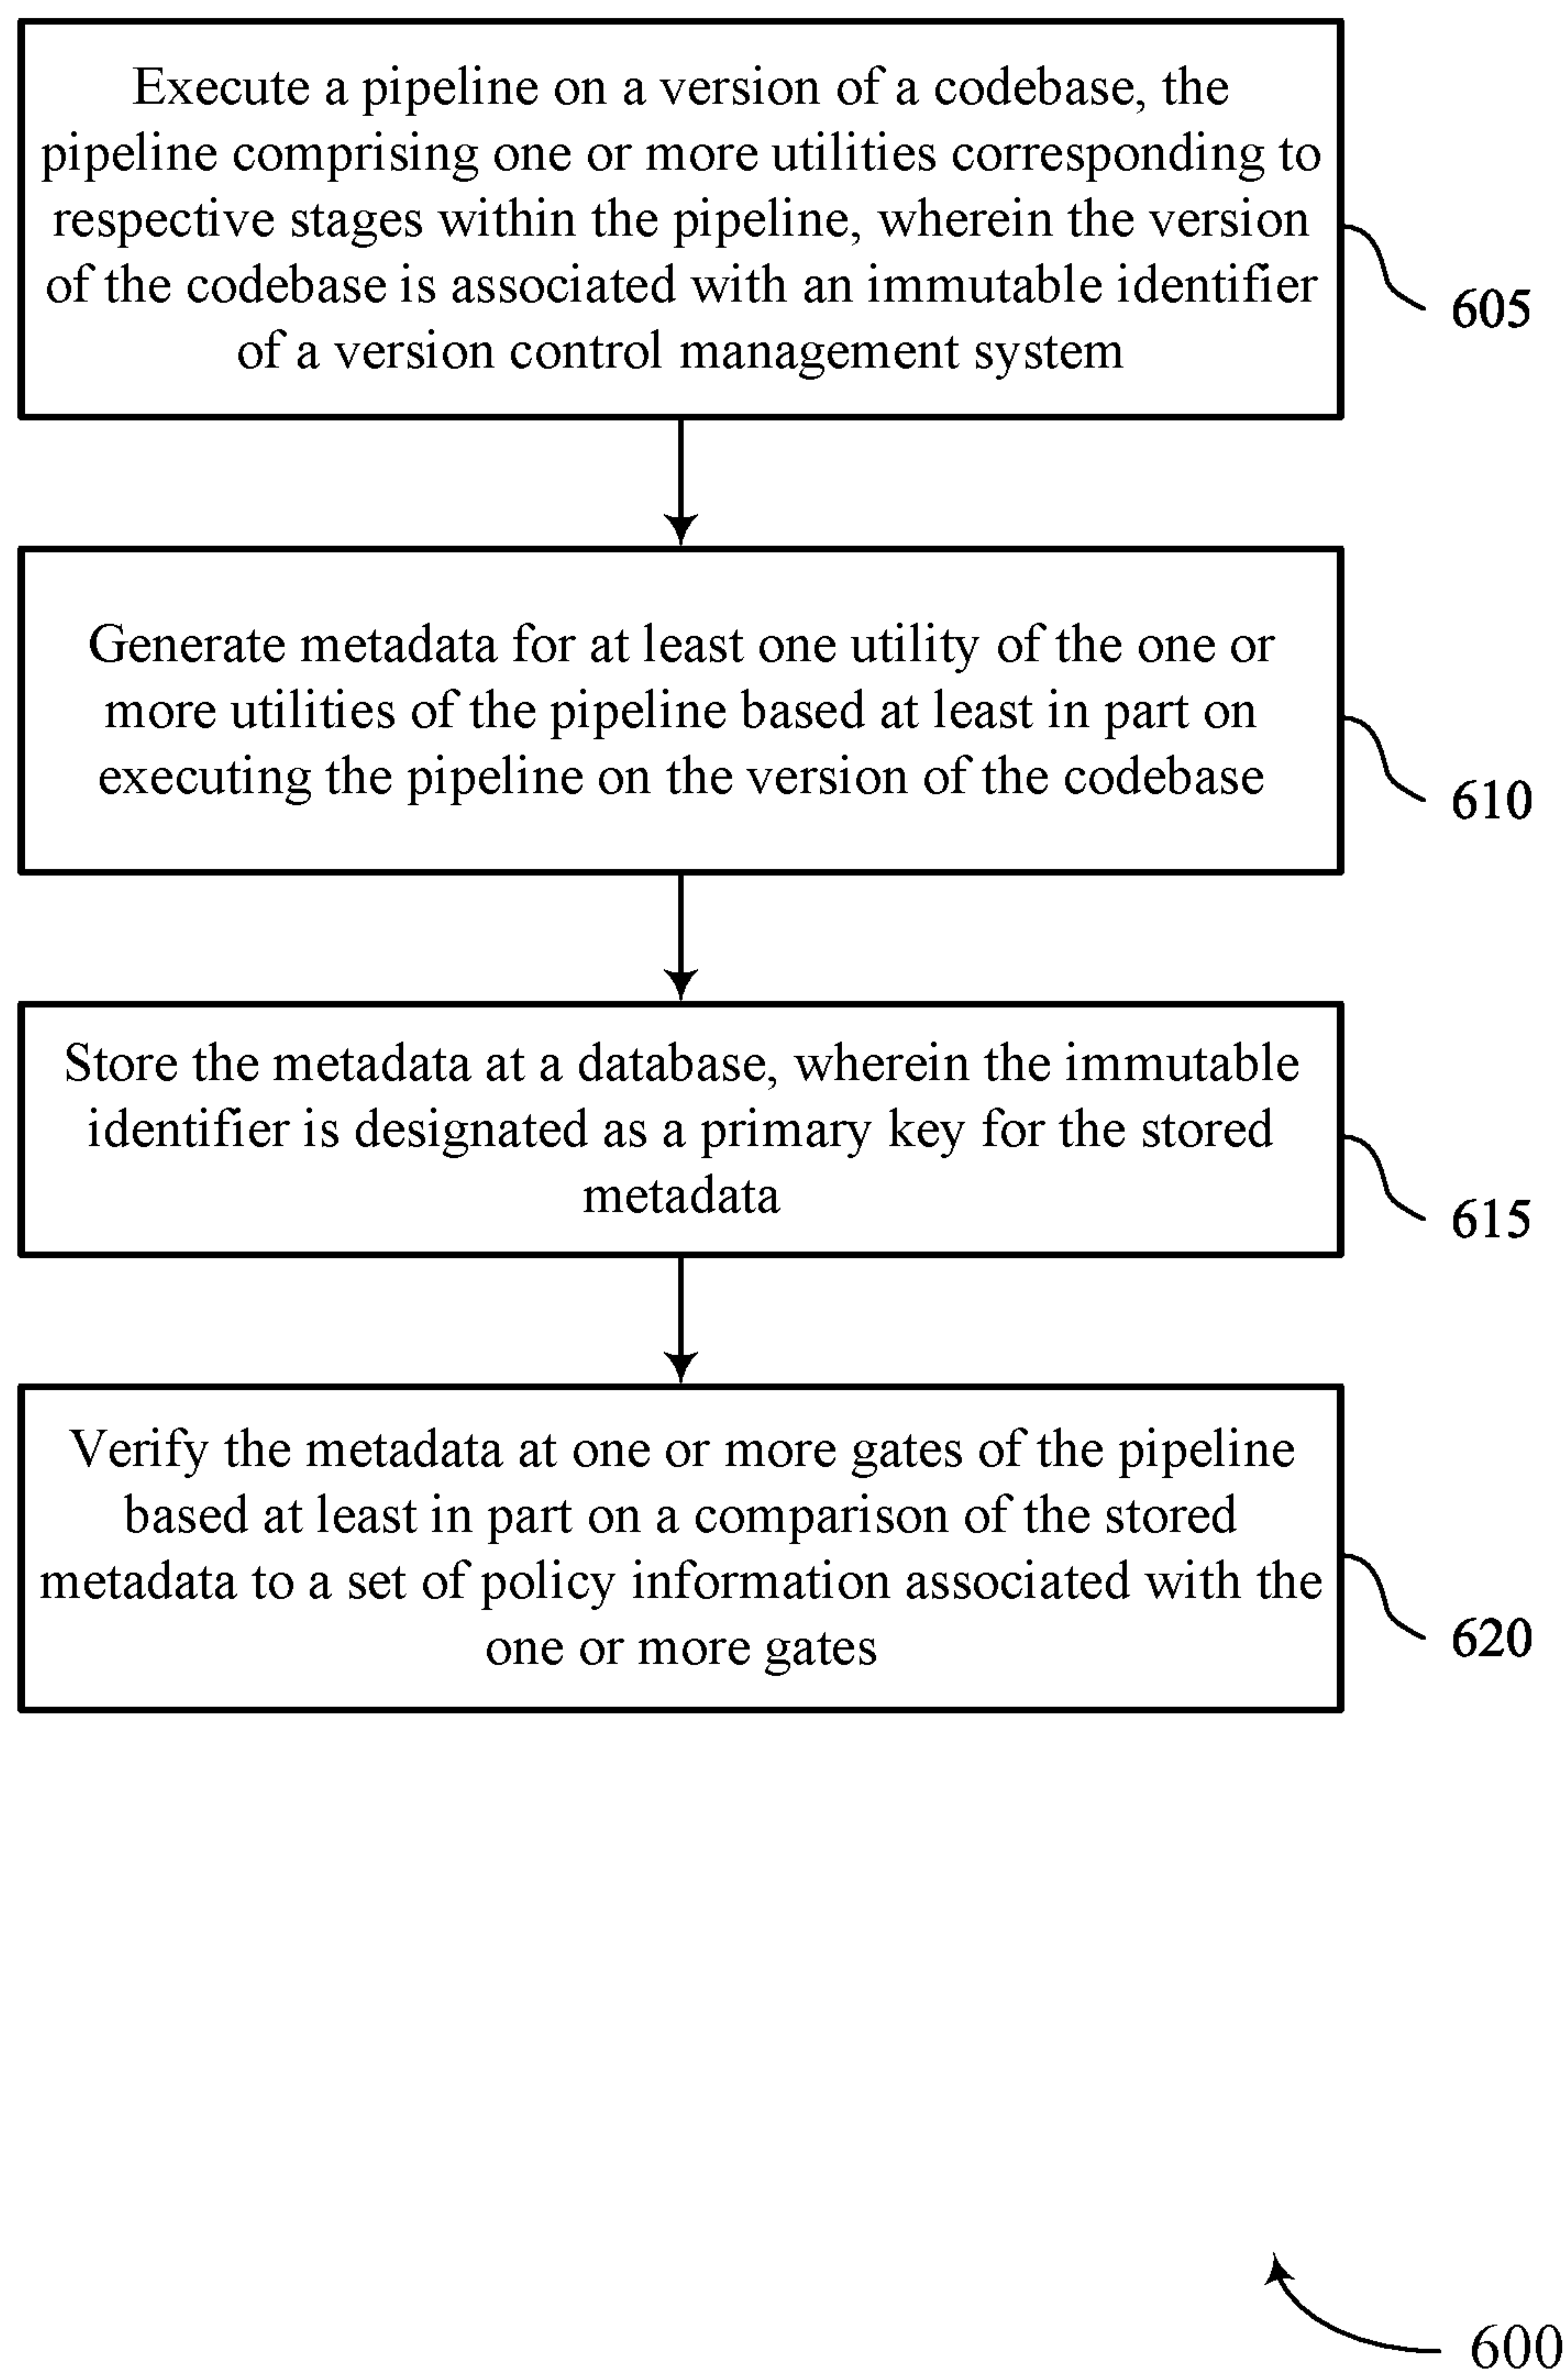 Execute a pipeline on a version of a codebase, the
pipeline comprising one or more utilities corresponding to
respective stages within the pipeline, wherein the version
of the codebase is associated with an immutable identifier
of a version control management system
605
Generate metadata for at least one utility of the one or
more utilities of the pipeline based at least in part on
executing the pipeline on the version of the codebase
610
Store the metadata at a database, wherein the immutable
identifier is designated as a primary key for the stored
metadata
615
Verify the metadata at one or more gates of the pipeline
based at least in part on a comparison of the stored
metadata to a set of policy information associated with the
one or more gates
620
600